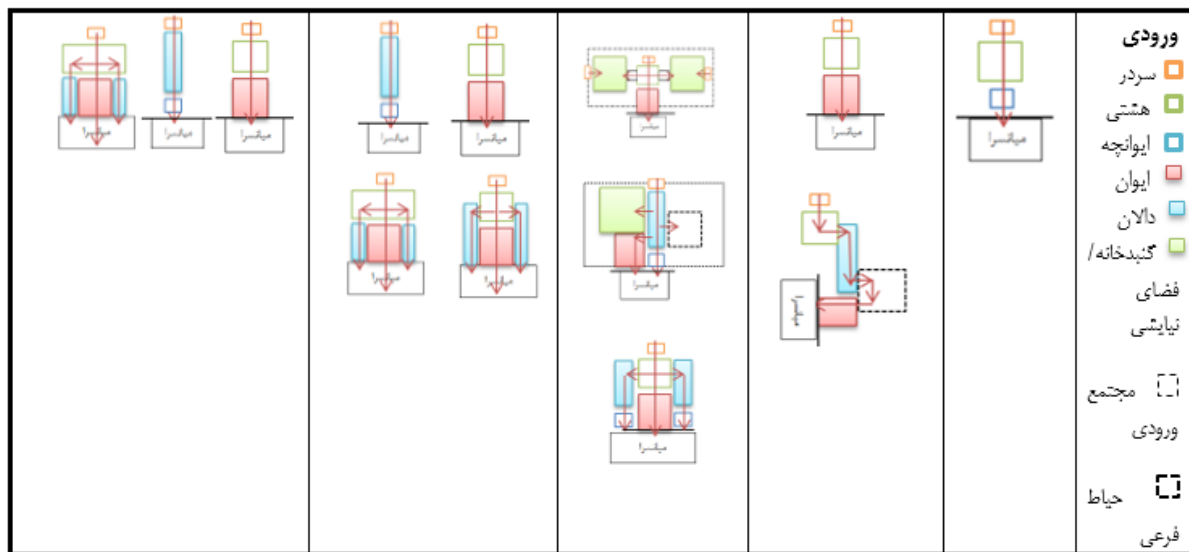 ورودی
سردر
هشتی
ایوانچه
ایوان
دالان
گنبدخانه/
فضای
نیایشی
مجتمع
ورودی
حیاط
فرعی
میانسرا
میانسرا
میانسرا
میانسرا
میانسرا
میانسرا
میانسرا
میانسرا
میانسرا
میانسرا
میانسرا
میانسرا
میانسرا
میانسرا